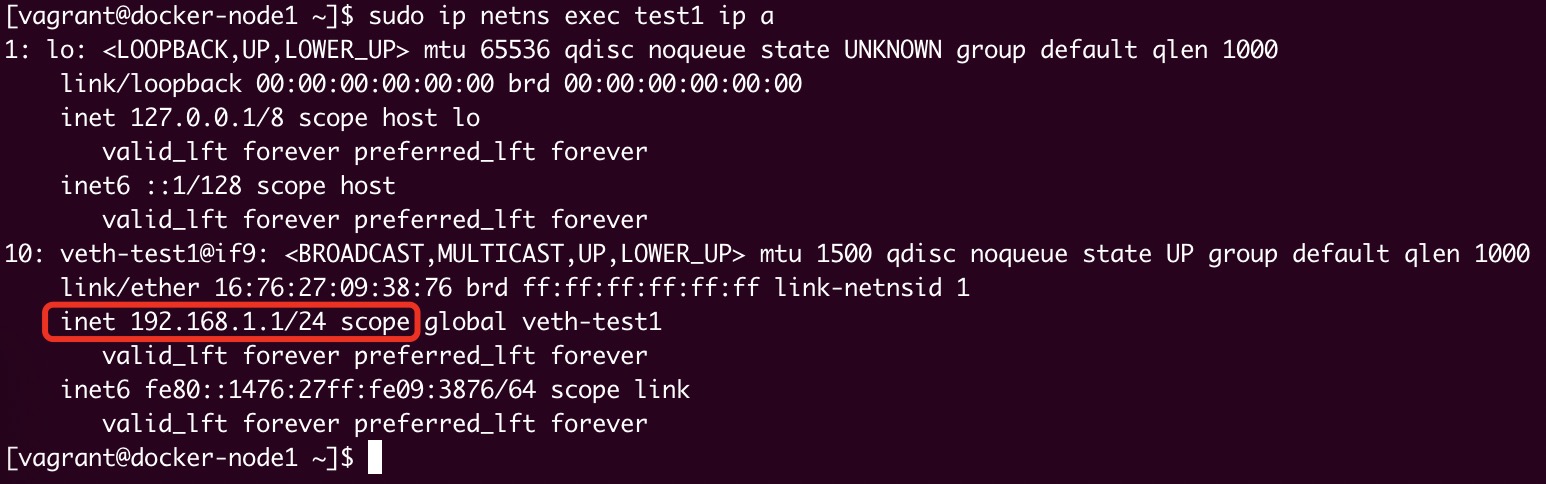 [vagrant@docker-node1 ~]$ sudo ip netns exec test1 ip a
1: lo: <LOOPBACK,UP,LOWER_UP> mtu 65536 qdisc noqueue state UNKNOWN group default qlen 1000
    link/loopback 00:00:00:00:00:00 brd 00:00:00:00:00:00
    inet 127.0.0.1/8 scope host lo
       valid_lft forever preferred_lft forever
    inet6 ::1/128 scope host
       valid_lft forever preferred_lft forever
10: veth-test1@if9: <BROADCAST,MULTICAST,UP,LOWER_UP> mtu 1500 qdisc noqueue state UP group default qlen 1000
    link/ether 16:76:27:09:38:76 brd ff:ff:ff:ff:ff:ff link-netnsid 1
    inet 192.168.1.1/24 scope global veth-test1
       valid_lft forever preferred_lft forever
    inet6 fe80::1476:27ff:fe09:3876/64 scope link
       valid_lft forever preferred_lft forever
[vagrant@docker-node1 ~]$